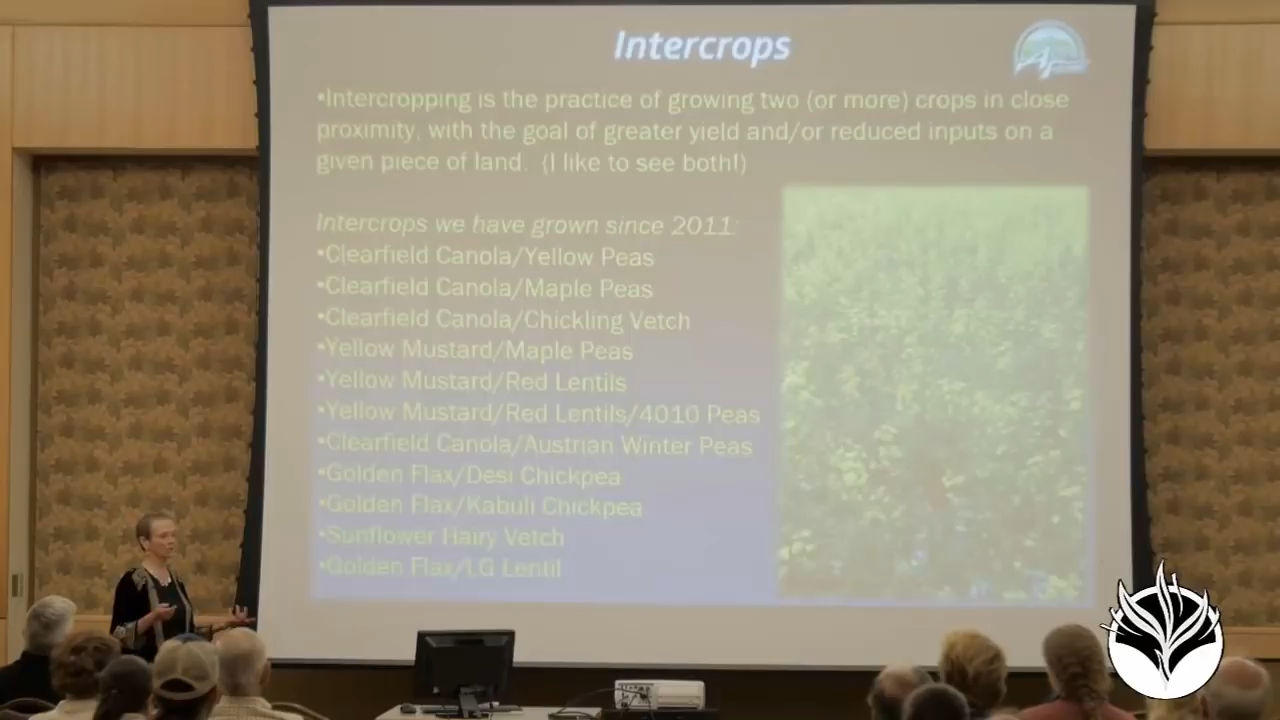 Intercrops
•Intercropping is the practice of growing two (or more) crops in close
proximity, with the goal of greater yield and/or reduced inputs on a
given piece of land. (I like to see both!)
Intercrops we have grown since 2011:
•Clearfield Canola/Yellow Peas
•Clearfield Canola/Maple Peas
•Clearfield Canola/Chickling Vetch
•Yellow Mustard/Maple Peas
•Yellow Mustard/Red Lentils
•Yellow Mustard/Red Lentils/4010 Peas
•Clearfield Canola/Austrian Winter Peas
•Golden Flax/Desi Chickpea
•Golden Flax/Kabuli Chickpea
•Sunflower Hairy Vetch
•Golden Flax/LG Lentil